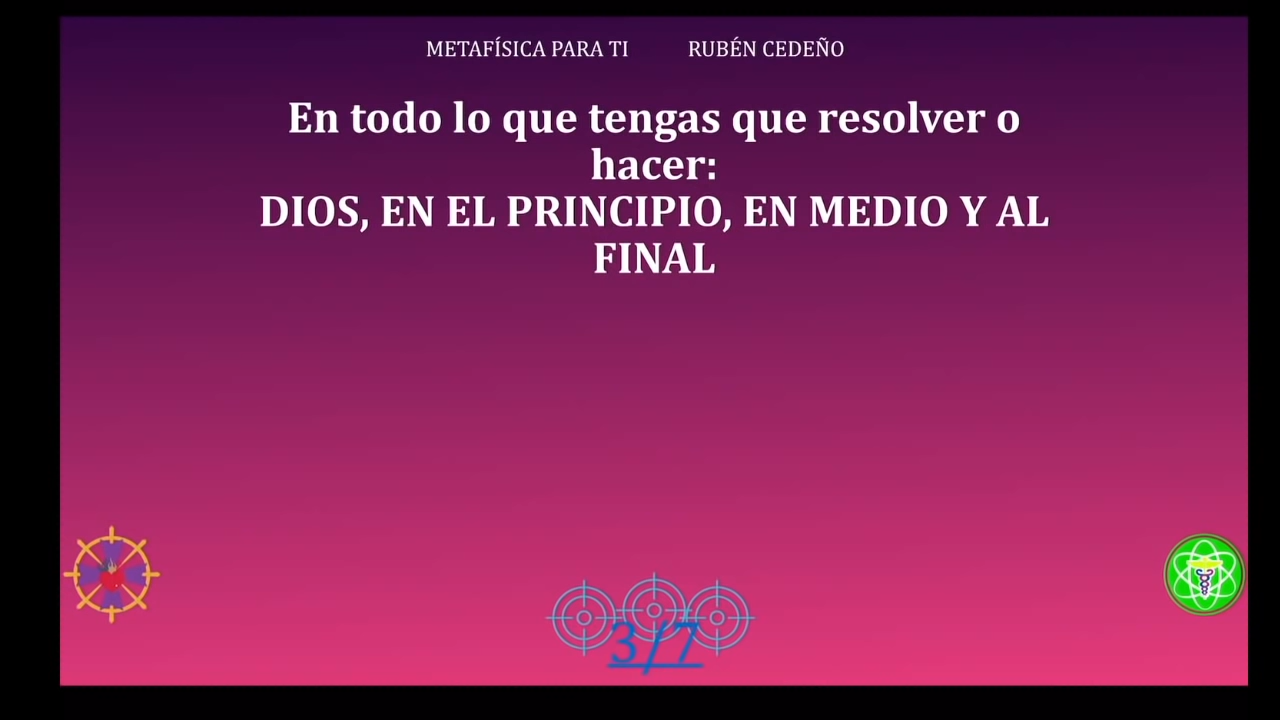 METAFÍSICA PARA TI RUBÉN CEDEÑO
En todo lo que tengas que resolver o
hacer:
DIOS, EN EL PRINCIPIO, EN MEDIO Y AL
FINAL
3/7